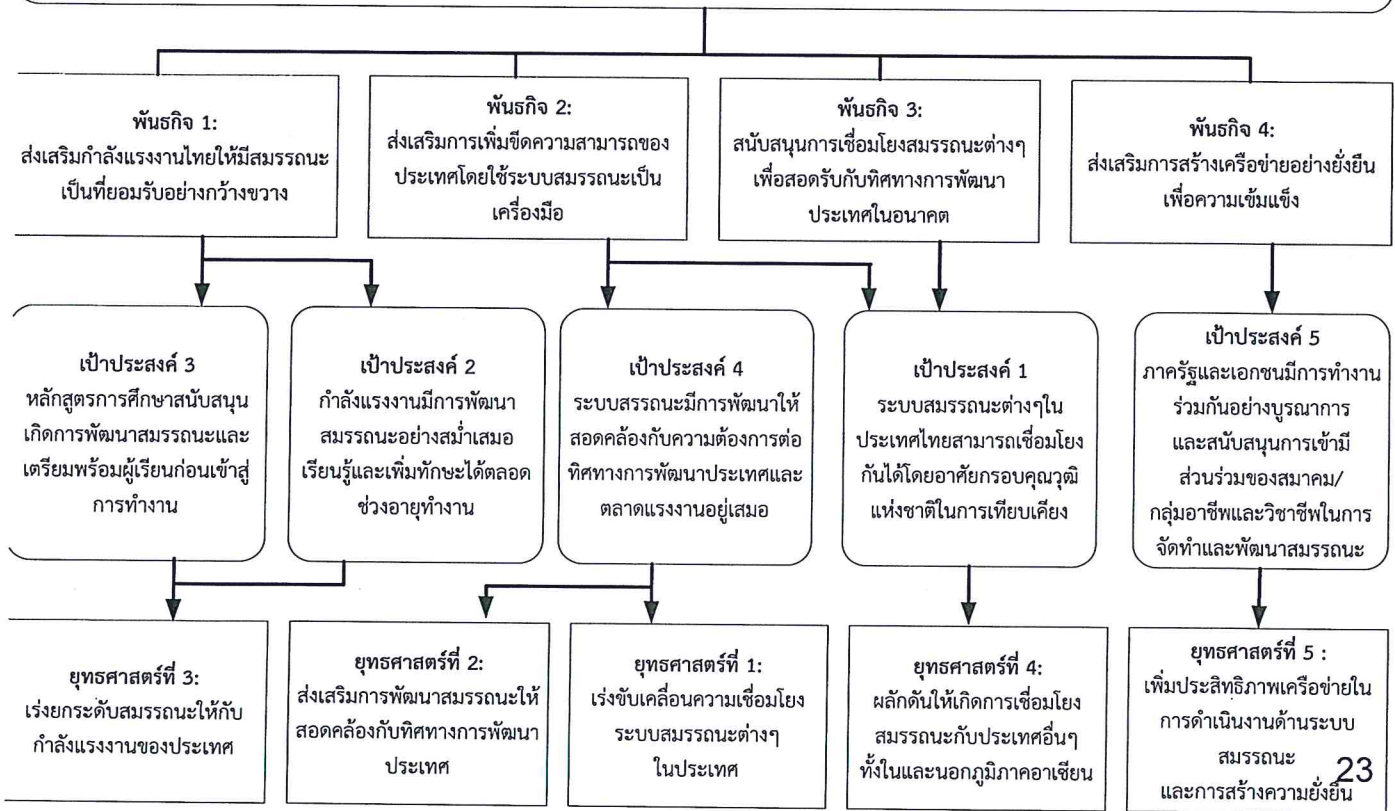 พันธกิจ 1:
ส่งเสริมกำลังแรงงานไทยให้มีสมรรถนะ
เป็นที่ยอมรับอย่างกว้างขวาง
พันธกิจ 2:
ส่งเสริมการเพิ่มขีดความสามารถของ
ประเทศโดยใช้ระบบสมรรถนะเป็น
เครื่องมือ
พันธกิจ 3:
สนับสนุนการเชื่อมโยงสมรรถนะต่างๆ
เพื่อสอดรับกับทิศทางการพัฒนา
ประเทศในอนาคต
พันธกิจ 4:
ส่งเสริมการสร้างเครือข่ายอย่างยั่งยืน
เพื่อความเข้มแข็ง
เป้าประสงค์ 3
หลักสูตรการศึกษาสนับสนุน
เกิดการพัฒนาสมรรถนะและ
เตรียมพร้อมผู้เรียนก่อนเข้าสู่
การทำงาน
เป้าประสงค์ 2
กำลังแรงงานมีการพัฒนา
สมรรถนะอย่างสม่ำเสมอ
เรียนรู้และเพิ่มทักษะได้ตลอด
ช่วงอายุทำงาน
เป้าประสงค์ 4
ระบบสรรถนะมีการพัฒนาให้
สอดคล้องกับความต้องการต่อ
ทิศทางการพัฒนาประเทศและ
ตลาดแรงงานอยู่เสมอ
เป้าประสงค์ 1
ระบบสมรรถนะต่างๆใน
ประเทศไทยสามารถเชื่อมโยง
กันได้โดยอาศัยกรอบคุณวุฒิ
แห่งชาติในการเทียบเคียง
เป้าประสงค์ 5
ภาครัฐและเอกชนมีการทำงาน
ร่วมกันอย่างบูรณาการ
และสนับสนุนการเข้ามี
ส่วนร่วมของสมาคม/
กลุ่มอาชีพและวิชาชีพในการ
จัดทำและพัฒนาสมรรถนะ
ยุทธศาสตร์ที่ 3:
เร่งยกระดับสมรรถนะให้กับ
กำลังแรงงานของประเทศ
ยุทธศาสตร์ที่ 2:
ส่งเสริมการพัฒนาสมรรถนะให้
สอดคล้องกับทิศทางการพัฒนา
ประเทศ
ยุทธศาสตร์ที่ 1:
เร่งขับเคลื่อนความเชื่อมโยง
ระบบสมรรถนะต่างๆ
ในประเทศ
ยุทธศาสตร์ที่ 4:
ผลักดันให้เกิดการเชื่อมโยง
สมรรถนะกับประเทศอื่นๆ
ทั้งในและนอกภูมิภาคอาเซียน
ยุทธศาสตร์ที่ 5 :
เพิ่มประสิทธิภาพเครือข่ายใน
การดำเนินงานด้านระบบ
สมรรถนะ
และการสร้างความยั่งยืน
23